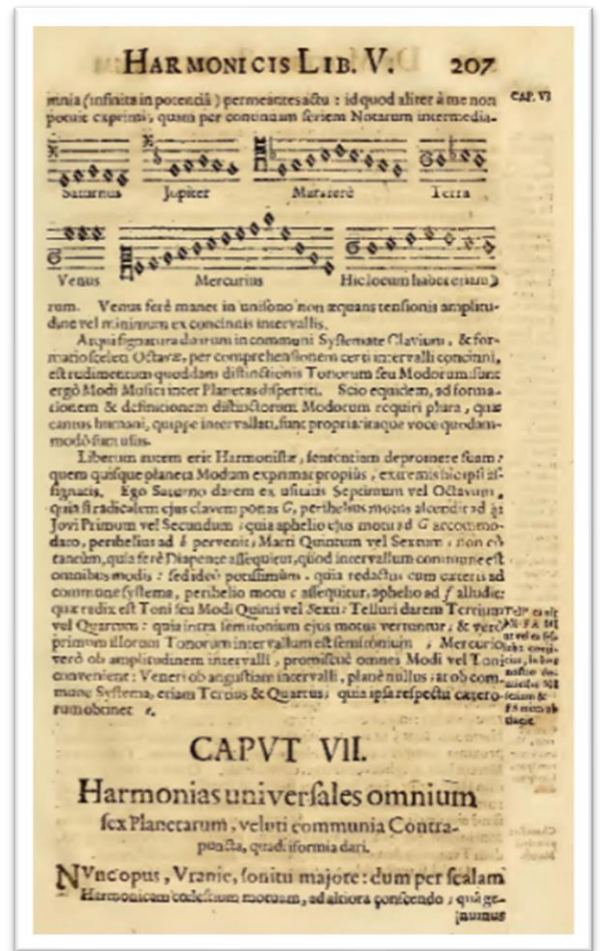 HARMONICIS LIB. V. 207
omnia (infinita in potentiâ) permeantes actu : id quod aliter à me non
CAP. VI
potuit exprimi, quam per continuam seriem Notarum intermedia-
Saturnus Jupiter Mars ferè Terra
Venus Mercurius Hic locum habet etiam
rum. Venus ferè manet in unisono non æquans tensionis amplitu-
dine vel minimum ex concinnis intervallis.
Atqui signatura duarum in communi Systemate Clavium, & for-
matio sceleti Octavæ, per comprehensionem certi intervalli concinni,
est rudimentum quoddam distinctionis Tonorum seu Modorum: sunt
ergò Modi Musici inter Planetas dispertiti. Scio equidem, ad forma-
tionem & definitionem distinctorum Modorum requiri plura, quæ
cantus humani, quippe intervallati, sunt propria: itaque voce quodam-
modò sum usus.
Liberum autem erit Harmonistæ, sententiam depromere suam:
quem quisque planeta Modum exprimat propius, extremis hic ipsi as-
signatis. Ego Saturno darem ex usitatis Septimum vel Octavum,
quia si radicalem ejus clavem ponas G, perihelius motus ascendit ad
Jovi Primum vel Secundum: quia aphelio ejus motu ad G accommo-
dato, perihelius ad b pervenit; Marti Quintum vel Sextum, non eò
tantùm, quia ferè Diapente assequitur, quod intervallum commune est
omnibus modis: sed ideò potissimùm, quia redactus cum cæteris ad
commune systema, perihelio motu c assequitur, aphelio ad f alludit:
quæ radix est Toni seu Modi Quinti vel Sexti: Telluri darem Tertium
vel Quartum: quia intra semitonium ejus motus vertuntur; & verò
primum illorum Tonorum intervallum est semitonium; Mercurio
verò ob amplitudinem intervalli, promiscuè omnes Modi vel Toni
convenient: Veneri ob angustiam intervalli, planè nullus; at ob com-
mune Systema, etiam Tertius & Quartus; quia ipsa respectu cætero-
rum obtinet e.
CAPVT VII.
Harmonias universales omnium
sex Planetarum, veluti communia Contra-
puncta, quadriformia dari.
NVnc opus, Vranie, sonitu majore: dum per scalam
Harmonicam cœlestium motuum, ad altiora conscendo; quâ ge-
nuinus